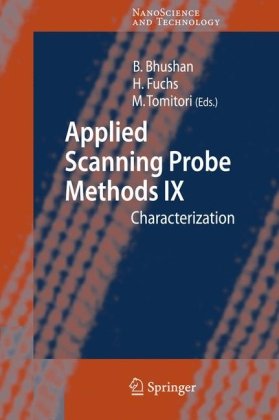 NANOSCIENCE AND TECHNOLOGY
B. Bhushan
H. Fuchs
M. Tomitori (Eds.)
Applied
Scanning Probe
Methods IX
Characterization
Springer